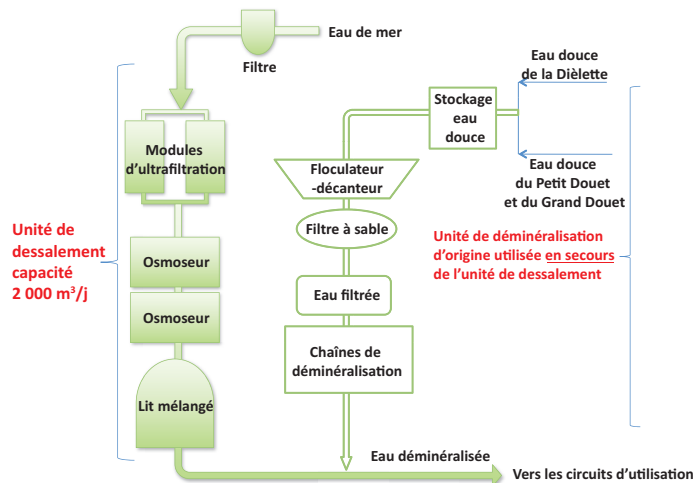 Eau de mer
Filtre
Modules
d'ultrafiltration
Osmoseur
Osmoseur
Lit mélangé
Unité de
dessalement
capacité
2 000 m³/j
Eau douce
de la Dièlette
Stockage
eau
douce
Eau douce
du Petit Douet
et du Grand Douet
Floculateur
-décanteur
Filtre à sable
Eau filtrée
Chaînes de
déminéralisation
Unité de déminéralisation
d'origine utilisée en secours
de l'unité de dessalement
Eau déminéralisée
Vers les circuits d'utilisation